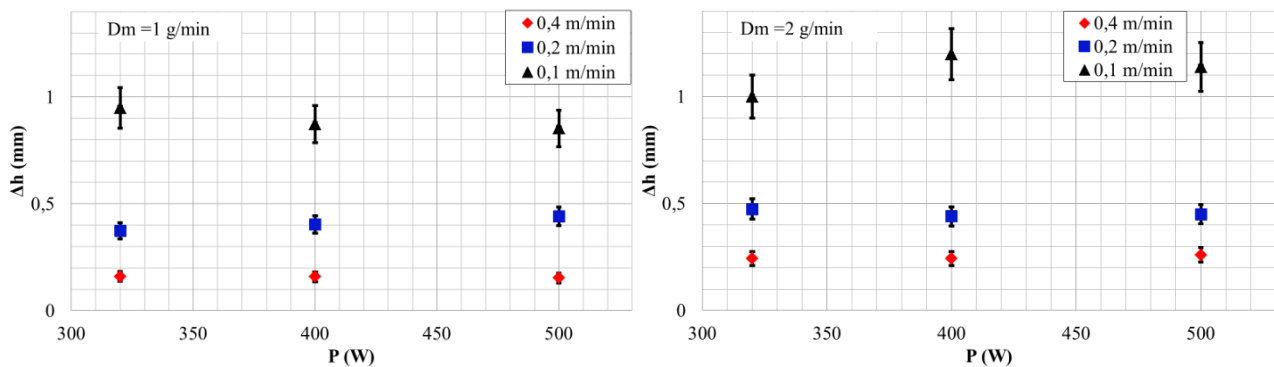 Dm =1 g/min
0,4 m/min
0,2 m/min
0,1 m/min
1
0,5
0
Δh (mm)
300 350 400 450 500
P (W)
Dm =2 g/min
0,4 m/min
0,2 m/min
0,1 m/min
1
0,5
0
Δh (mm)
300 350 400 450 500
P (W)